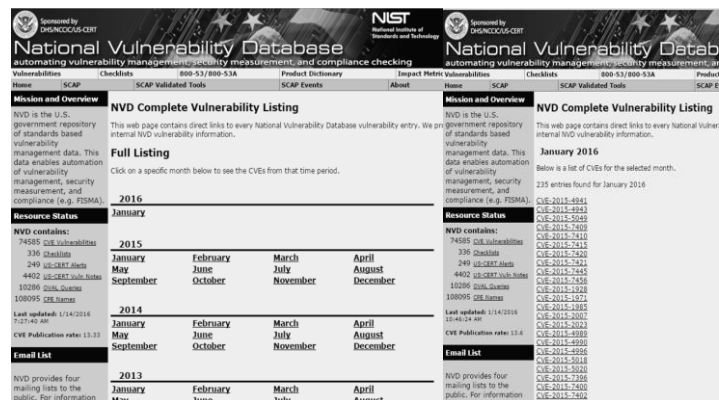 Sponsored by
DHS/NCCIC/US-CERT
NIST
National Institute of
Standards and Technology
National Vulnerability Database
automating vulnerability management, security measurement, and compliance checking
Vulnerabilities Checklists 800-53/800-53A Product Dictionary Impact Metric
Home SCAP SCAP Validated Tools SCAP Events About
Mission and Overview
NVD is the U.S.
government repository
of standards based
vulnerability
management data. This
data enables automation
of vulnerability
management, security
measurement, and
compliance (e.g. FISMA).
Resource Status
NVD contains:
74585 CVE Vulnerabilities
336 Checklists
249 US-CERT Alerts
4402 US-CERT Vuln Notes
10286 OVAL Queries
108095 CPE Names
Last updated: 1/14/2016
7:27:40 AM
CVE Publication rate: 13.33
Email List
NVD provides four
mailing lists to the
public. For information
NVD Complete Vulnerability Listing
This web page contains direct links to every National Vulnerability Database vulnerability entry. We pr
internal NVD vulnerability information.
Full Listing
Click on a specific month below to see the CVEs from that time period.
2016
January
2015
January February March April
May June July August
September October November December
2014
January February March April
May June July August
September October November December
2013
January February March April
May June July August
Sponsored by
DHS/NCCIC/US-CERT
National Vulnerability Datab
automating vulnerability management, security measurement, an
Vulnerabilities Checklists 800-53/800-53A Product
Home SCAP SCAP Validated Tools SCAP E
Mission and Overview
NVD is the U.S.
government repository
of standards based
vulnerability
management data. This
data enables automation
of vulnerability
management, security
measurement, and
compliance (e.g. FISMA).
Resource Status
NVD contains:
74585 CVE Vulnerabilities
336 Checklists
249 US-CERT Alerts
4402 US-CERT Vuln Notes
10286 OVAL Queries
108095 CPE Names
Last updated: 1/14/2016
10:46:24 AM
CVE Publication rate: 13.6
Email List
NVD provides four
mailing lists to the
public. For information
NVD Complete Vulnerability Listing
This web page contains direct links to every National Vulner
internal NVD vulnerability information.
January 2016
Below is a list of CVEs for the selected month.
235 entries found for January 2016
CVE-2015-4941
CVE-2015-4943
CVE-2015-5049
CVE-2015-7409
CVE-2015-7410
CVE-2015-7415
CVE-2015-7420
CVE-2015-7421
CVE-2015-7445
CVE-2015-7456
CVE-2015-1928
CVE-2015-1971
CVE-2015-1985
CVE-2015-2007
CVE-2015-2023
CVE-2015-4989
CVE-2015-4990
CVE-2015-4996
CVE-2015-5018
CVE-2015-5020
CVE-2015-7396
CVE-2015-7400
CVE-2015-7402